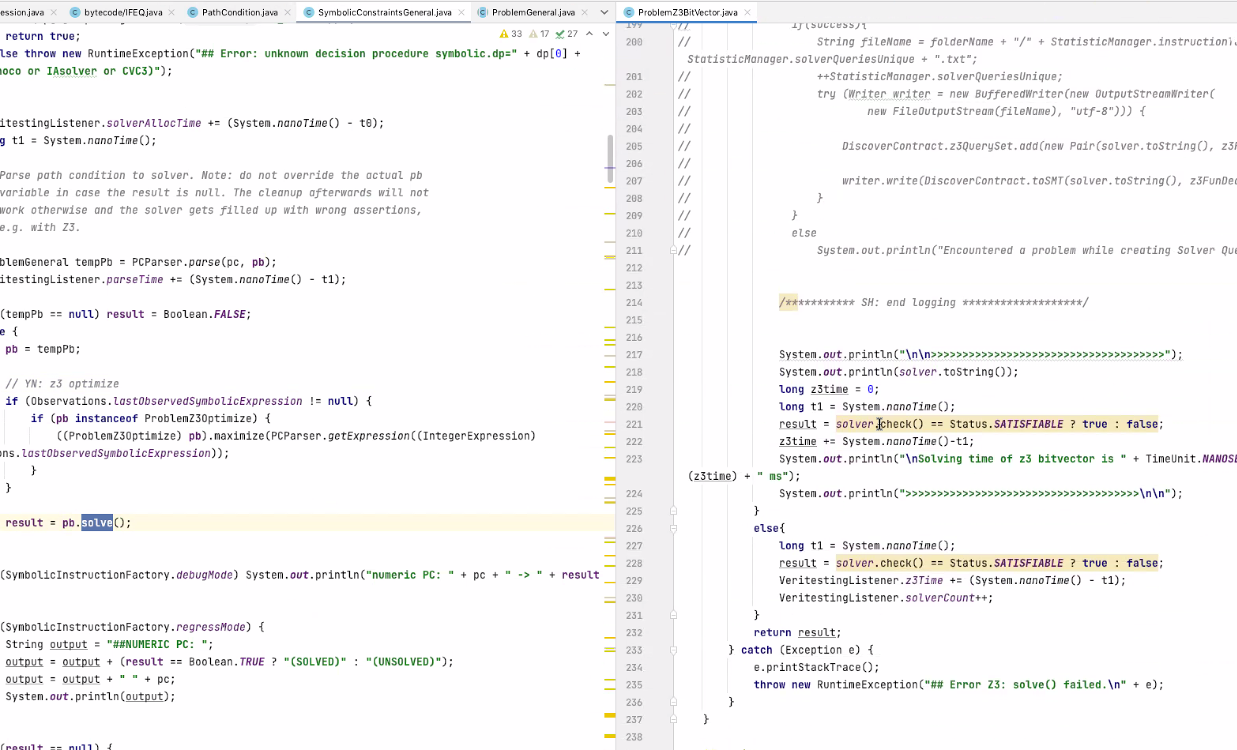 ession.java
bytecode/IFEQ.java
PathCondition.java
SymbolicConstraintsGeneral.java
ProblemGeneral.java
ProblemZ3BitVector.java
33 17 27
return true;
lse throw new RuntimeException("## Error: unknown decision procedure symbolic.dp=" + dp[0] +
noco or IAsolver or CVC3)");
itestingListener.solverAllocTime += (System.nanoTime() - t0);
g t1 = System.nanoTime();
Parse path condition to solver. Note: do not override the actual pb
variable in case the result is null. The cleanup afterwards will not
work otherwise and the solver gets filled up with wrong assertions,
e.g. with Z3.
blemGeneral tempPb = PCParser.parse(pc, pb);
itestingListener.parseTime += (System.nanoTime() - t1);
(tempPb == null) result = Boolean.FALSE;
e {
pb = tempPb;
// YN: z3 optimize
if (Observations.lastObservedSymbolicExpression != null) {
if (pb instanceof ProblemZ3Optimize) {
((ProblemZ3Optimize) pb).maximize(PCParser.getExpression((IntegerExpression)
ns.lastObservedSymbolicExpression));
}
}
result = pb.solve();
(SymbolicInstructionFactory.debugMode) System.out.println("numeric PC: " + pc + " -> " + result
(SymbolicInstructionFactory.regressMode) {
String output = "##NUMERIC PC: ";
output = output + (result == Boolean.TRUE ? "(SOLVED)" : "(UNSOLVED)");
output = output + " " + pc;
System.out.println(output);
(result == null) {
199 // if(success){
200 // String fileName = folderName + "/" + StatisticManager.instructionT
StatisticManager.solverQueriesUnique + ".txt";
201 // ++StatisticManager.solverQueriesUnique;
202 // try (Writer writer = new BufferedWriter(new OutputStreamWriter(
203 // new FileOutputStream(fileName), "utf-8"))) {
204 //
205 // DiscoverContract.z3QuerySet.add(new Pair(solver.toString(), z3F
206 //
207 // writer.write(DiscoverContract.toSMT(solver.toString(), z3FunDec
208 // }
209 // }
210 // else
211 // System.out.println("Encountered a problem while creating Solver Que
212
213
214 /*********** SH: end logging *******************/
215
216
217 System.out.println("\n\n>>>>>>>>>>>>>>>>>>>>>>>>>>>>>>>>>>>>>");
218 System.out.println(solver.toString());
219 long z3time = 0;
220 long t1 = System.nanoTime();
221 result = solver.check() == Status.SATISFIABLE ? true : false;
222 z3time += System.nanoTime()-t1;
223 System.out.println("\nSolving time of z3 bitvector is " + TimeUnit.NANOSE
(z3time) + " ms");
224 System.out.println(">>>>>>>>>>>>>>>>>>>>>>>>>>>>>>>>>>>>>\n\n");
225 }
226 else{
227 long t1 = System.nanoTime();
228 result = solver.check() == Status.SATISFIABLE ? true : false;
229 VeritestingListener.z3Time += (System.nanoTime() - t1);
230 VeritestingListener.solverCount++;
231 }
232 return result;
233 } catch (Exception e) {
234 e.printStackTrace();
235 throw new RuntimeException("## Error Z3: solve() failed.\n" + e);
236 }
237 }
238